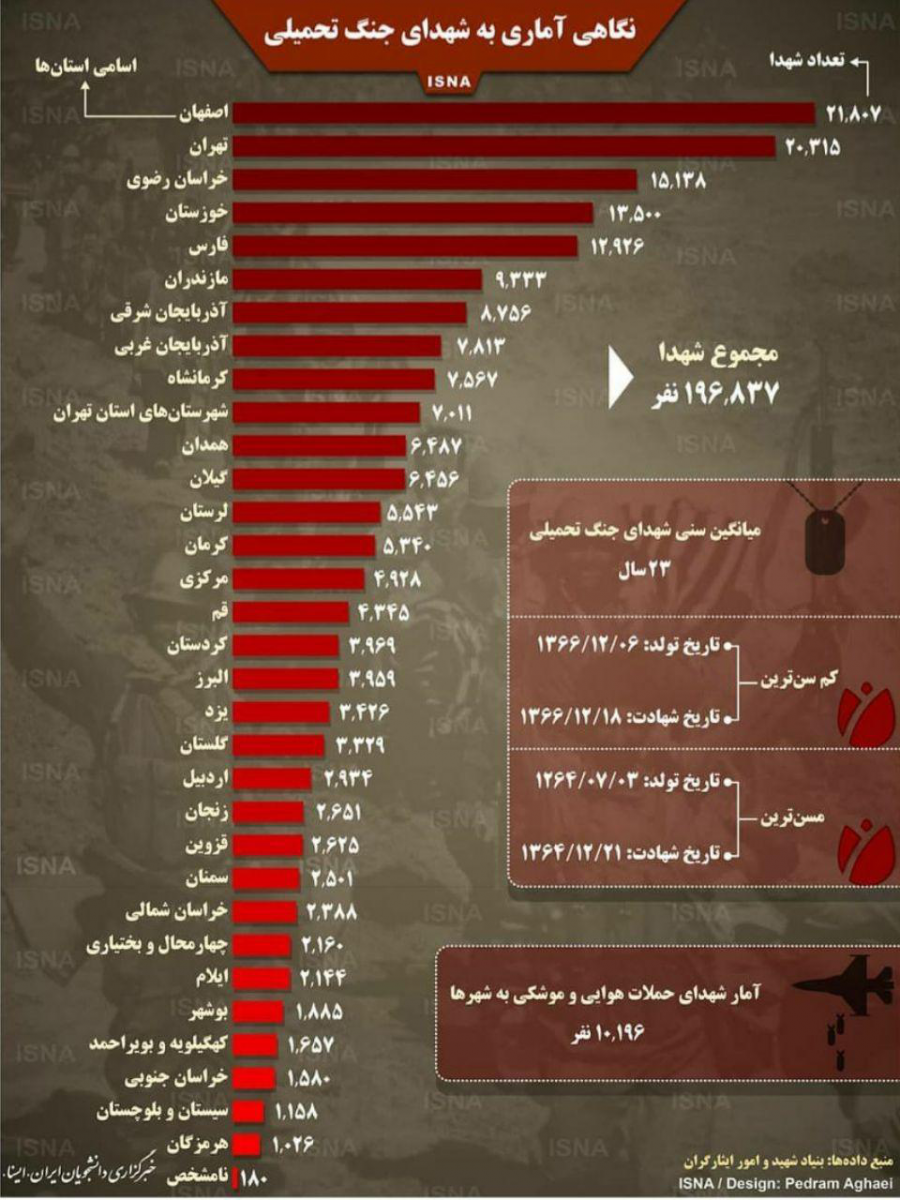 نگاهی آماری به شهدای جنگ تحمیلی
ISNA
تعداد شهدا
اسامی استان‌ها
اصفهان ۲۱,۸۰۷
تهران ۲۰,۳۱۵
خراسان رضوی ۱۵,۱۳۸
خوزستان ۱۳,۵۰۰
فارس ۱۲,۹۲۶
مازندران ۹,۳۳۳
آذربایجان شرقی ۸,۷۵۶
آذربایجان غربی ۷,۸۱۳
کرمانشاه ۷,۵۶۷
شهرستان‌های استان تهران ۷,۰۱۱
همدان ۶,۴۸۷
گیلان ۶,۴۵۶
لرستان ۵,۵۴۳
کرمان ۵,۳۴۰
مرکزی ۴,۹۲۸
قم ۴,۳۴۵
کردستان ۳,۹۶۹
البرز ۳,۹۵۹
یزد ۳,۴۲۶
گلستان ۳,۳۲۹
اردبیل ۲,۹۳۴
زنجان ۲,۶۵۱
قزوین ۲,۶۲۵
سمنان ۲,۵۰۱
خراسان شمالی ۲,۳۸۸
چهارمحال و بختیاری ۲,۱۶۰
ایلام ۲,۱۴۴
بوشهر ۱,۸۸۵
کهگیلویه و بویراحمد ۱,۶۵۷
خراسان جنوبی ۱,۵۸۰
سیستان و بلوچستان ۱,۱۵۸
هرمزگان ۱,۰۲۶
نامشخص ۱۸۰
مجموع شهدا
۱۹۶,۸۳۷ نفر
میانگین سنی شهدای جنگ تحمیلی
۲۳ سال
کم سن‌ترین
تاریخ تولد: ۱۳۶۶/۱۲/۰۶
تاریخ شهادت: ۱۳۶۶/۱۲/۱۸
مسن‌ترین
تاریخ تولد: ۱۲۶۴/۰۷/۰۳
تاریخ شهادت: ۱۳۶۴/۱۲/۲۱
آمار شهدای حملات هوایی و موشکی به شهرها
۱۰,۱۹۶ نفر
منبع داده‌ها: بنیاد شهید و امور ایثارگران
ISNA / Design: Pedram Aghaei
خبرگزاری دانشجویان ایران، ایسنا.